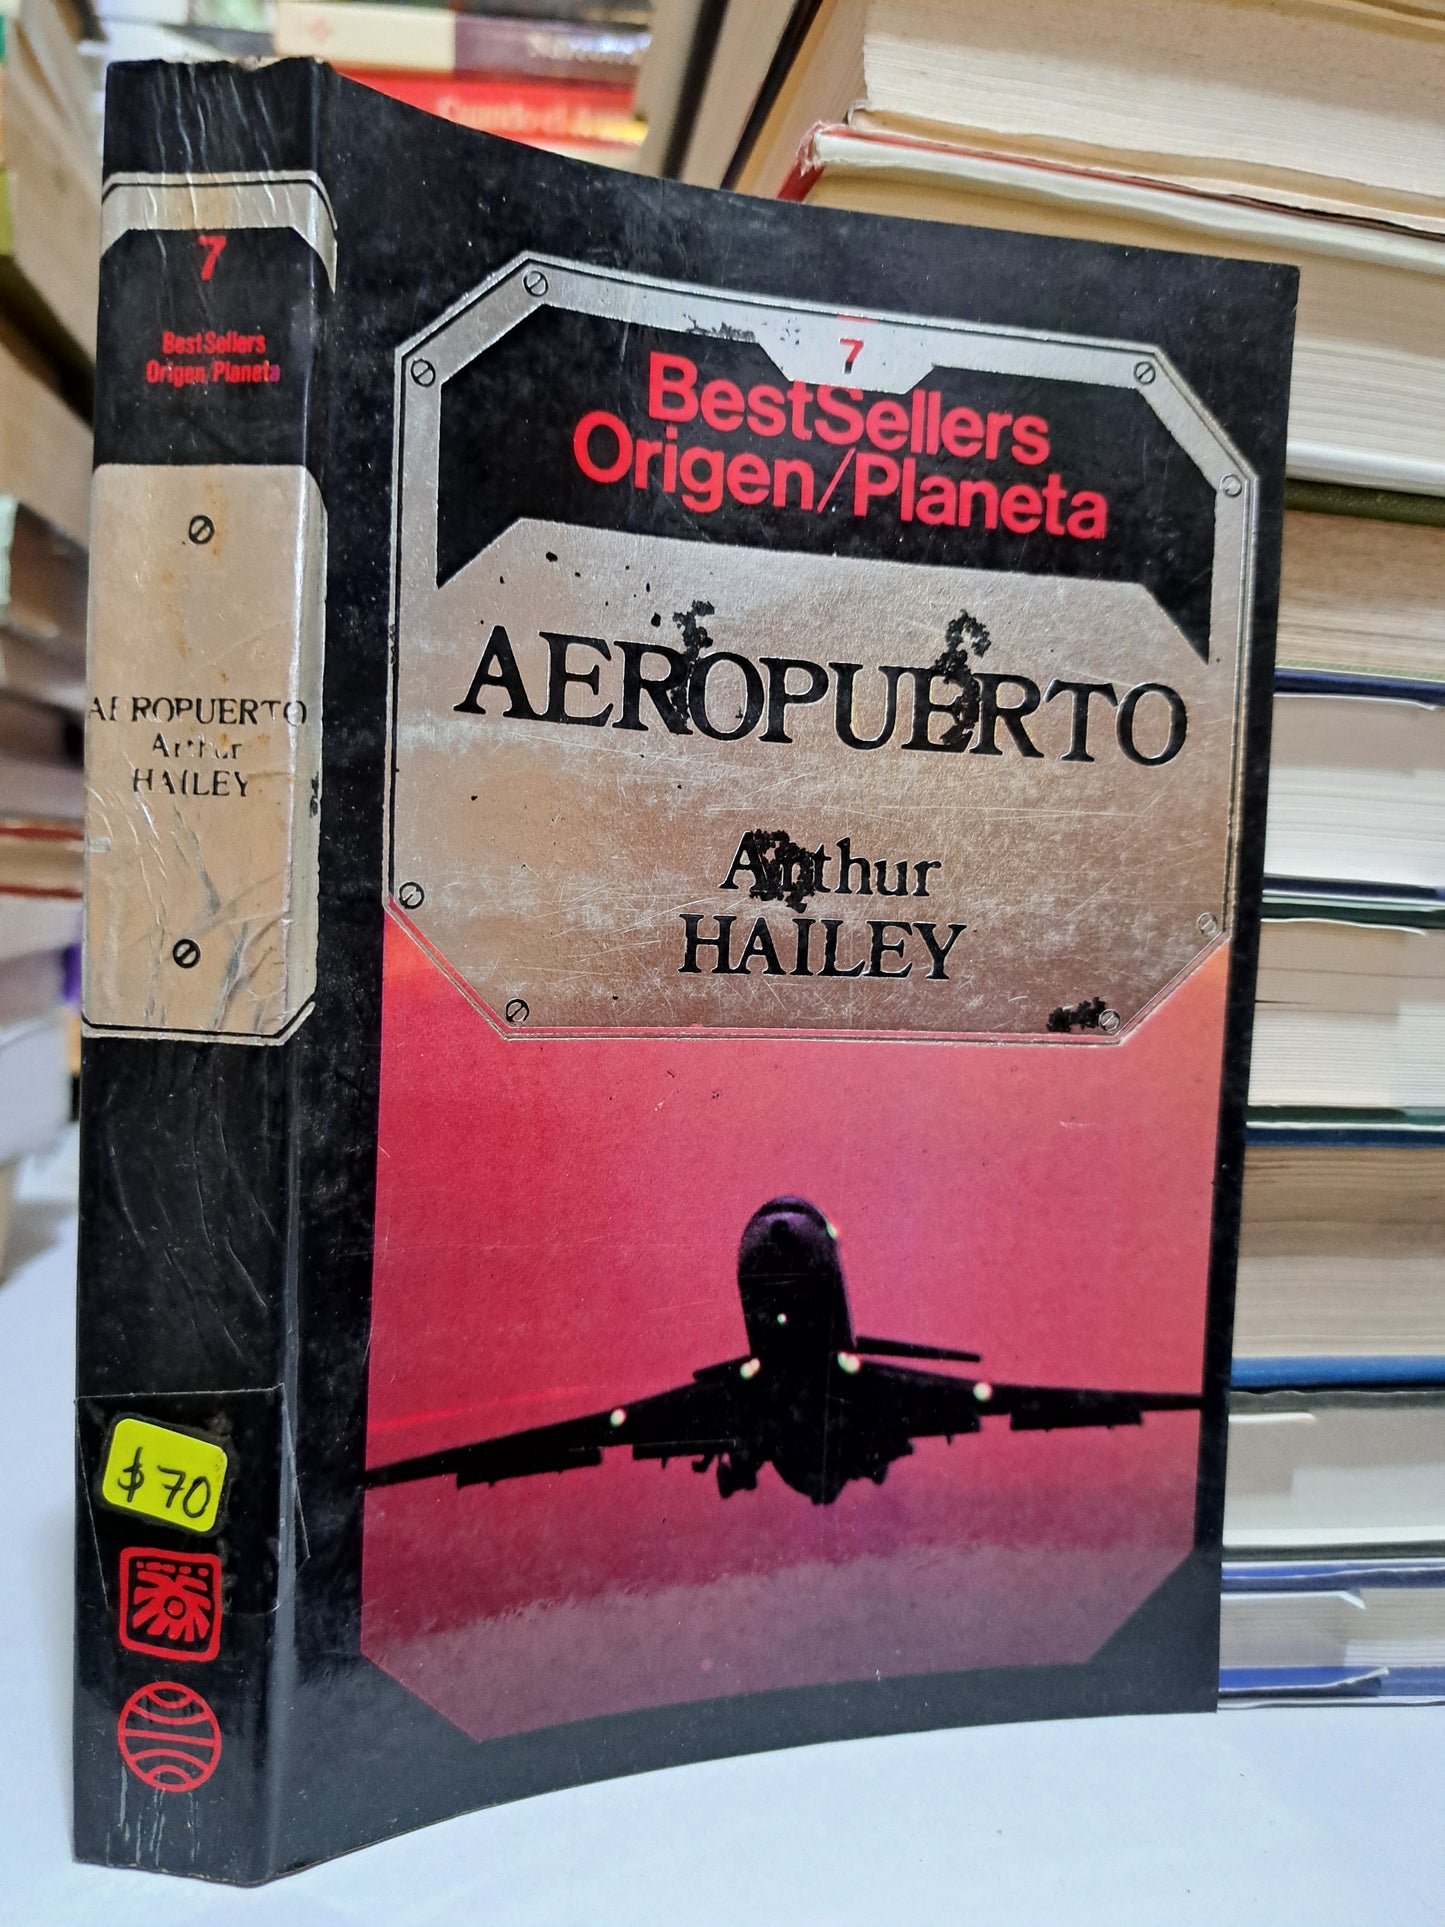 7
BestSellers
Origen/Planeta
AEROPUERTO
Arthur
HAILEY
$70
7
BestSellers
Origen/Planeta
AEROPUERTO
Arthur
HAILEY